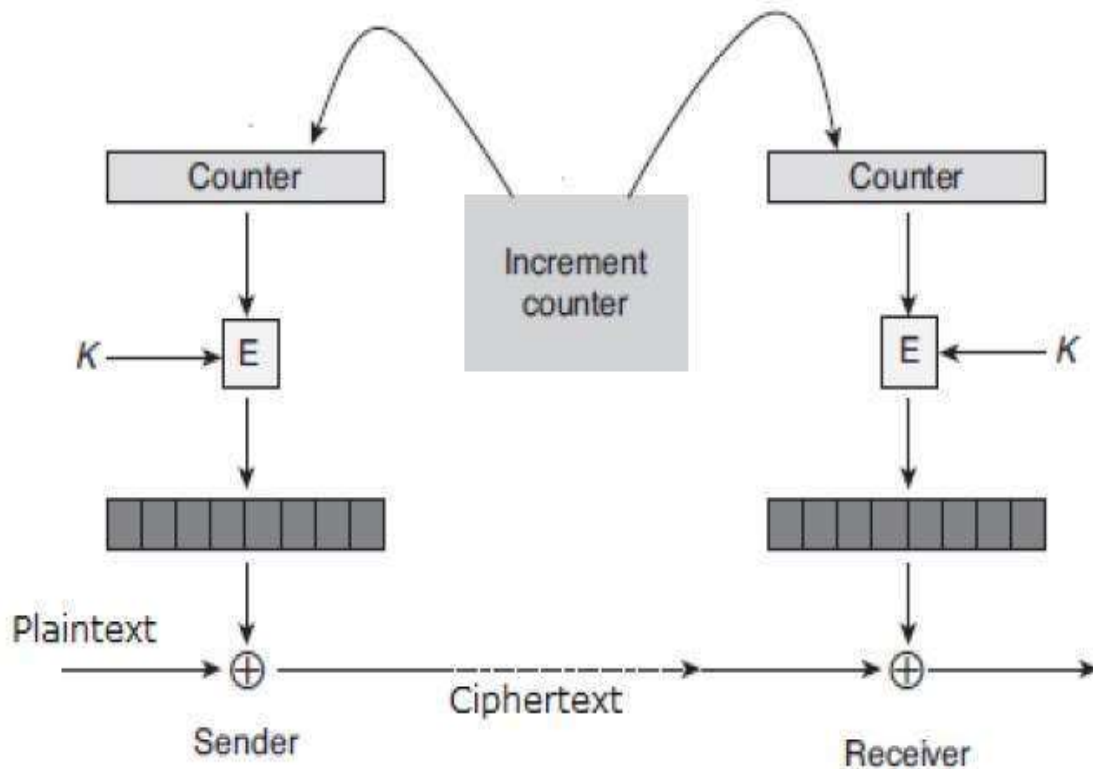 Counter
Counter
Increment
counter
K
E
E
K
Plaintext
Ciphertext
Sender
Receiver